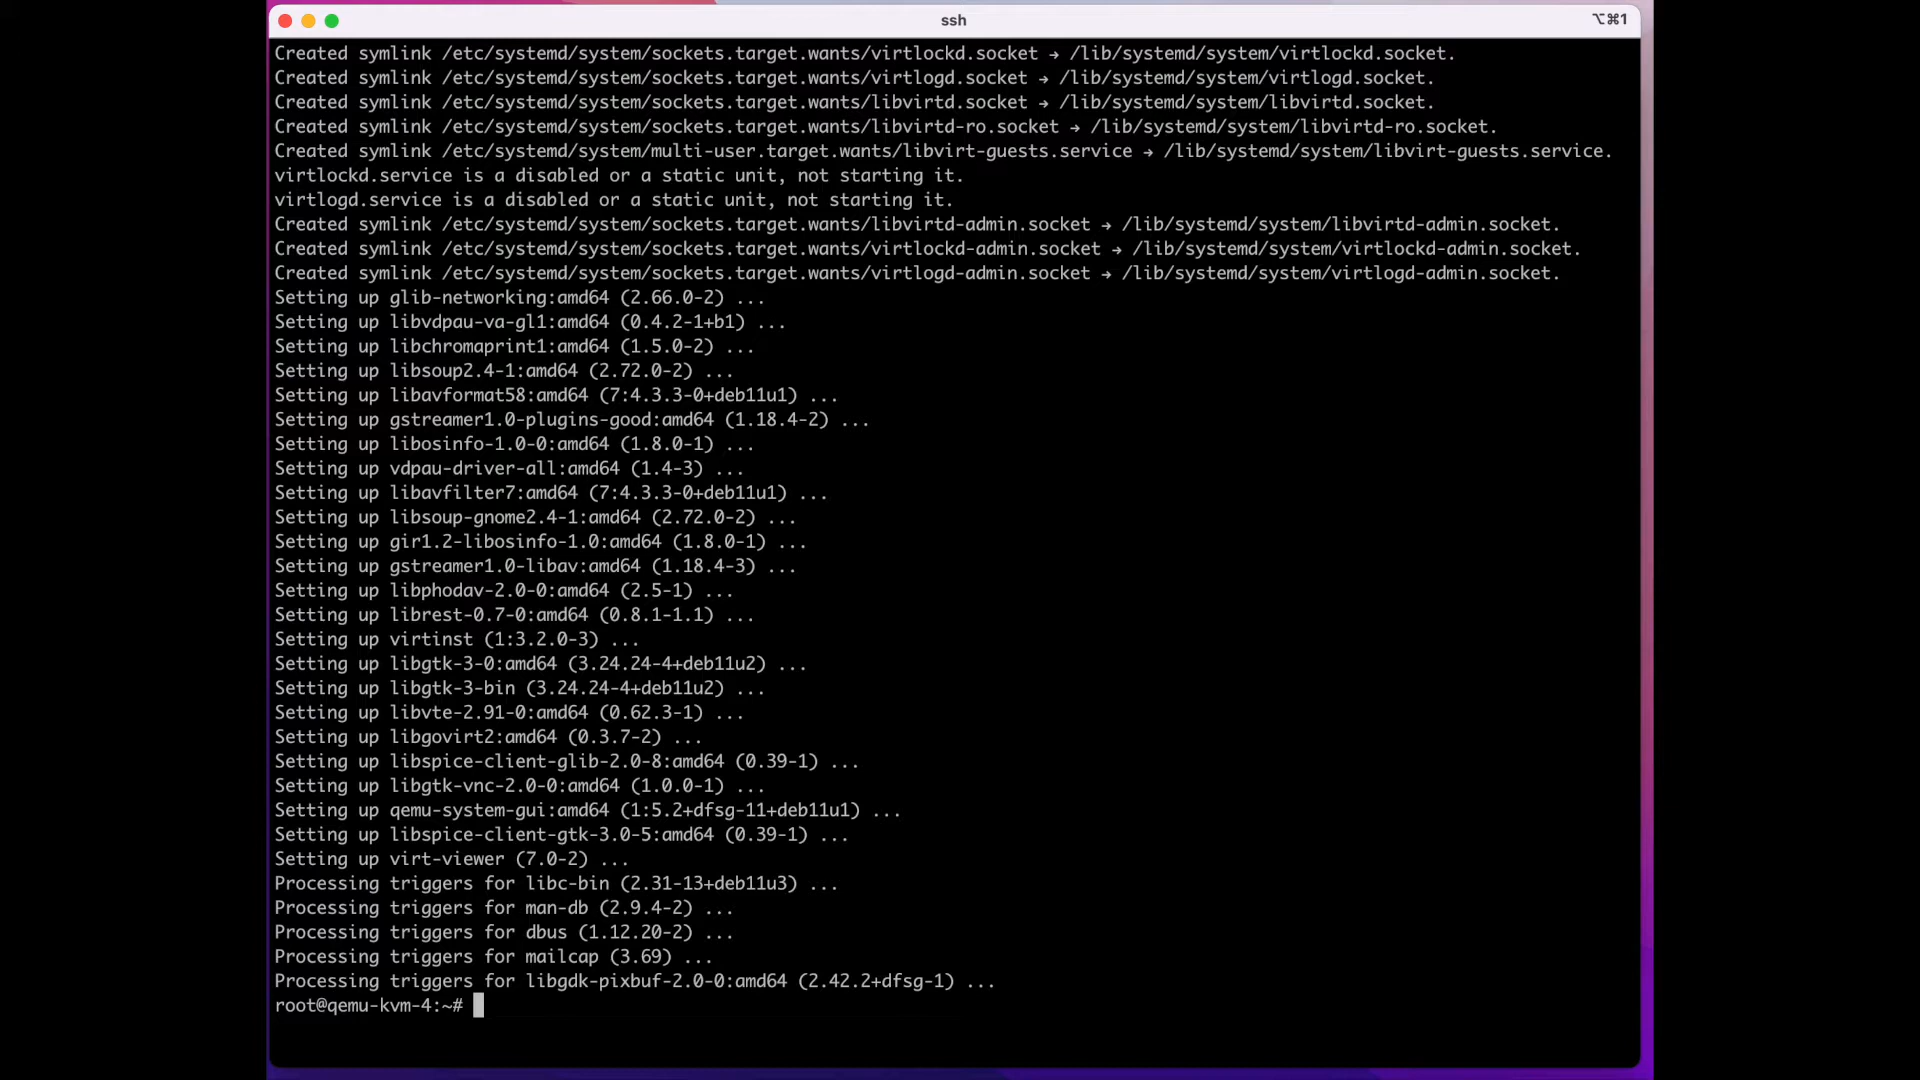 ssh
⌥⌘1
Created symlink /etc/systemd/system/sockets.target.wants/virtlockd.socket → /lib/systemd/system/virtlockd.socket.
Created symlink /etc/systemd/system/sockets.target.wants/virtlogd.socket → /lib/systemd/system/virtlogd.socket.
Created symlink /etc/systemd/system/sockets.target.wants/libvirtd.socket → /lib/systemd/system/libvirtd.socket.
Created symlink /etc/systemd/system/sockets.target.wants/libvirtd-ro.socket → /lib/systemd/system/libvirtd-ro.socket.
Created symlink /etc/systemd/system/multi-user.target.wants/libvirt-guests.service → /lib/systemd/system/libvirt-guests.service.
virtlockd.service is a disabled or a static unit, not starting it.
virtlogd.service is a disabled or a static unit, not starting it.
Created symlink /etc/systemd/system/sockets.target.wants/libvirtd-admin.socket → /lib/systemd/system/libvirtd-admin.socket.
Created symlink /etc/systemd/system/sockets.target.wants/virtlockd-admin.socket → /lib/systemd/system/virtlockd-admin.socket.
Created symlink /etc/systemd/system/sockets.target.wants/virtlogd-admin.socket → /lib/systemd/system/virtlogd-admin.socket.
Setting up glib-networking:amd64 (2.66.0-2) ...
Setting up libvdpau-va-gl1:amd64 (0.4.2-1+b1) ...
Setting up libchromaprint1:amd64 (1.5.0-2) ...
Setting up libsoup2.4-1:amd64 (2.72.0-2) ...
Setting up libavformat58:amd64 (7:4.3.3-0+deb11u1) ...
Setting up gstreamer1.0-plugins-good:amd64 (1.18.4-2) ...
Setting up libosinfo-1.0-0:amd64 (1.8.0-1) ...
Setting up vdpau-driver-all:amd64 (1.4-3) ...
Setting up libavfilter7:amd64 (7:4.3.3-0+deb11u1) ...
Setting up libsoup-gnome2.4-1:amd64 (2.72.0-2) ...
Setting up gir1.2-libosinfo-1.0:amd64 (1.8.0-1) ...
Setting up gstreamer1.0-libav:amd64 (1.18.4-3) ...
Setting up libphodav-2.0-0:amd64 (2.5-1) ...
Setting up librest-0.7-0:amd64 (0.8.1-1.1) ...
Setting up virtinst (1:3.2.0-3) ...
Setting up libgtk-3-0:amd64 (3.24.24-4+deb11u2) ...
Setting up libgtk-3-bin (3.24.24-4+deb11u2) ...
Setting up libvte-2.91-0:amd64 (0.62.3-1) ...
Setting up libgovirt2:amd64 (0.3.7-2) ...
Setting up libspice-client-glib-2.0-8:amd64 (0.39-1) ...
Setting up libgtk-vnc-2.0-0:amd64 (1.0.0-1) ...
Setting up qemu-system-gui:amd64 (1:5.2+dfsg-11+deb11u1) ...
Setting up libspice-client-gtk-3.0-5:amd64 (0.39-1) ...
Setting up virt-viewer (7.0-2) ...
Processing triggers for libc-bin (2.31-13+deb11u3) ...
Processing triggers for man-db (2.9.4-2) ...
Processing triggers for dbus (1.12.20-2) ...
Processing triggers for mailcap (3.69) ...
Processing triggers for libgdk-pixbuf-2.0-0:amd64 (2.42.2+dfsg-1) ...
root@qemu-kvm-4:~#